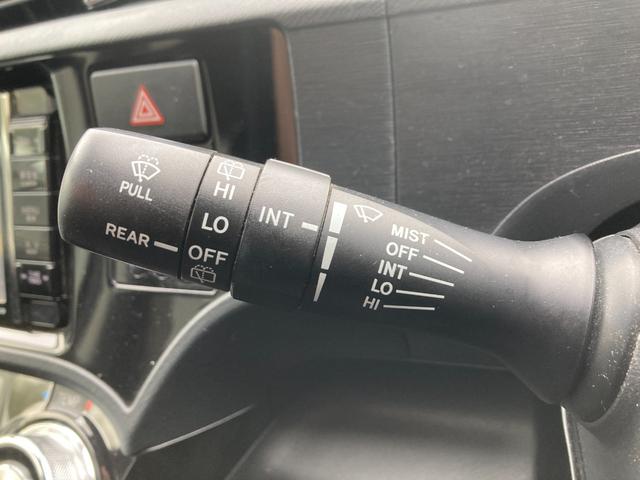 PULL
REAR
HI
LO
OFF
INT
MIST
OFF
INT
LO
HI